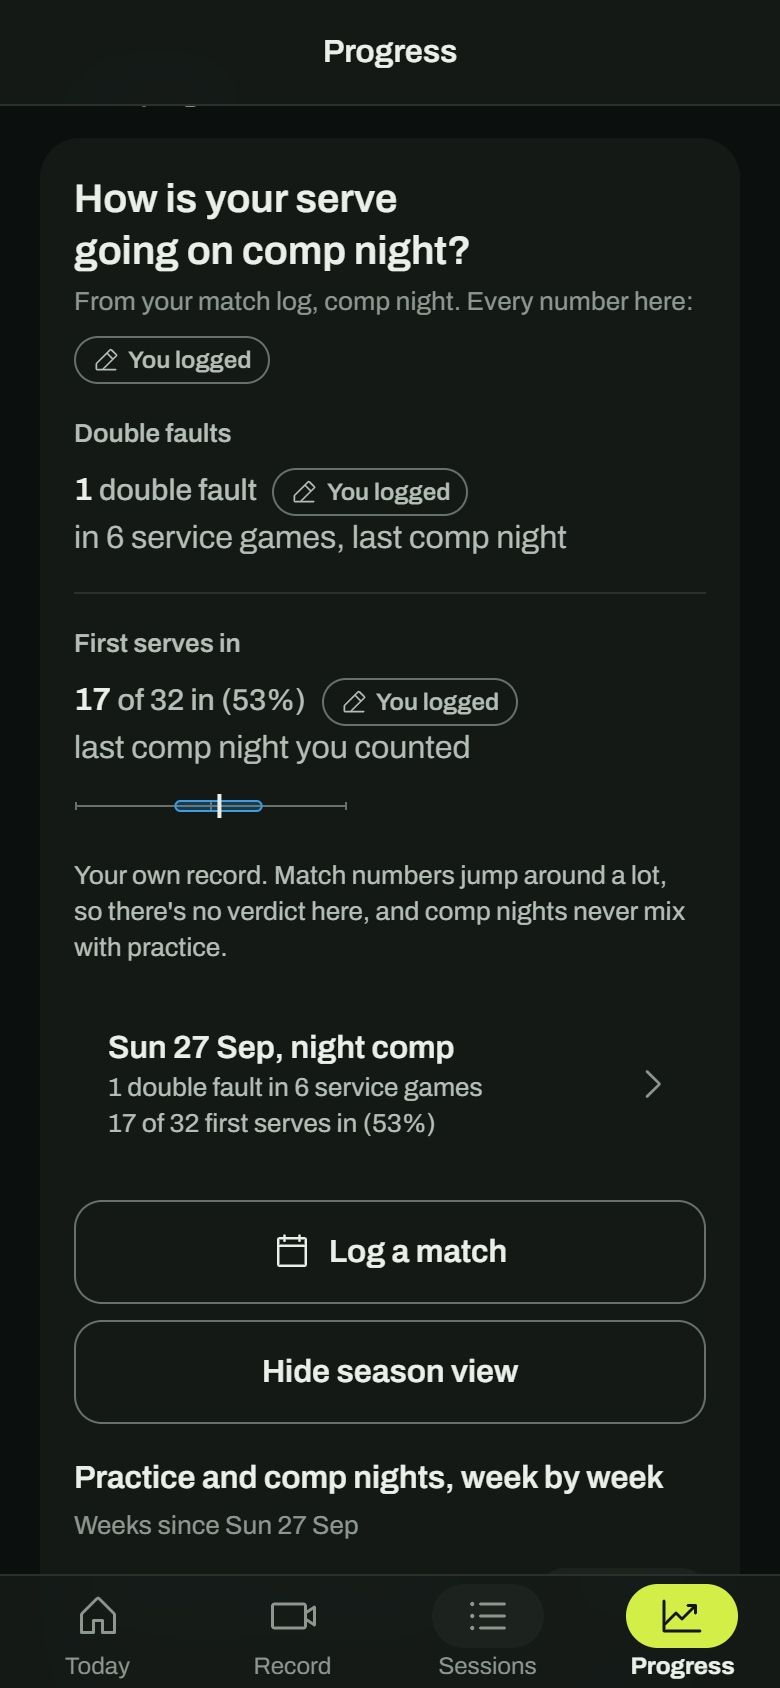 Progress
How is your serve
going on comp night?
From your match log, comp night. Every number here:
You logged
Double faults
1 double fault You logged
in 6 service games, last comp night
First serves in
17 of 32 in (53%) You logged
last comp night you counted
Your own record. Match numbers jump around a lot,
so there's no verdict here, and comp nights never mix
with practice.
Sun 27 Sep, night comp
1 double fault in 6 service games
17 of 32 first serves in (53%)
Log a match
Hide season view
Practice and comp nights, week by week
Weeks since Sun 27 Sep
Today Record Sessions Progress